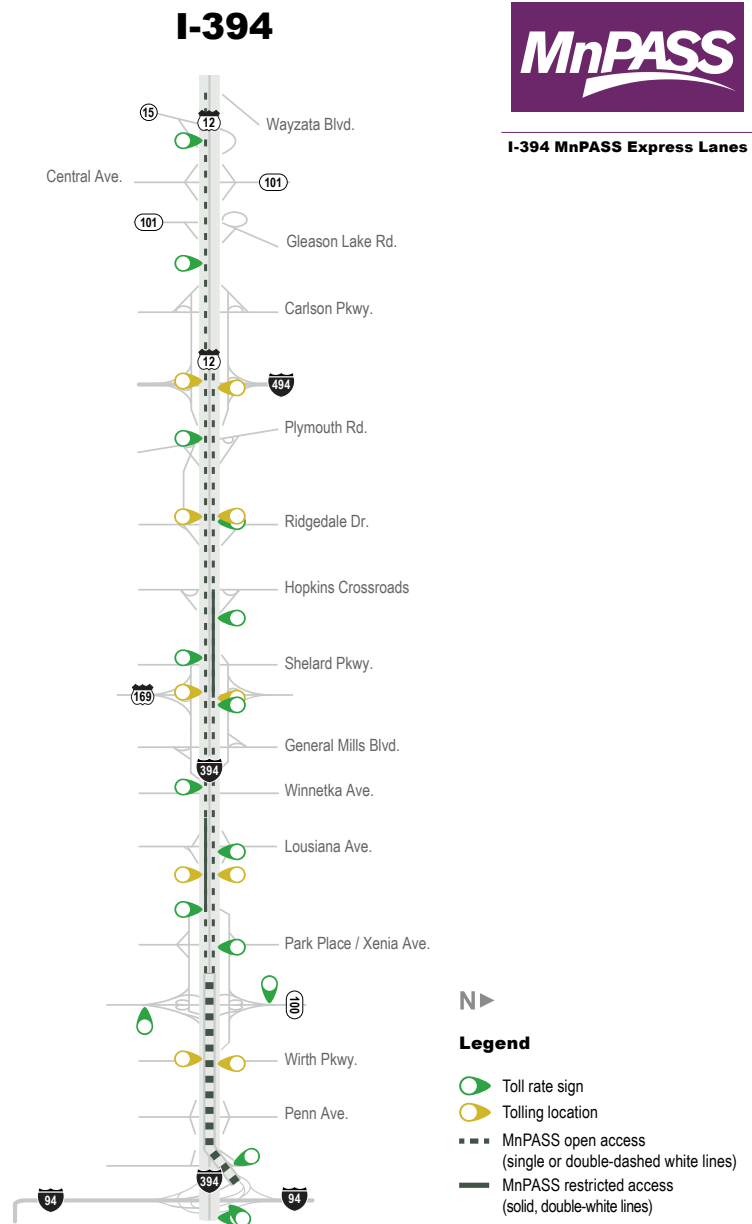 I-394
MnPASS
I-394 MnPASS Express Lanes
15
12
Wayzata Blvd.
Central Ave.
101
101
Gleason Lake Rd.
Carlson Pkwy.
12
494
Plymouth Rd.
Ridgedale Dr.
Hopkins Crossroads
Shelard Pkwy.
169
General Mills Blvd.
394
Winnetka Ave.
Lousiana Ave.
Park Place / Xenia Ave.
100
N
Legend
Wirth Pkwy.
Toll rate sign
Tolling location
Penn Ave.
MnPASS open access
(single or double-dashed white lines)
MnPASS restricted access
(solid, double-white lines)
394
94
94